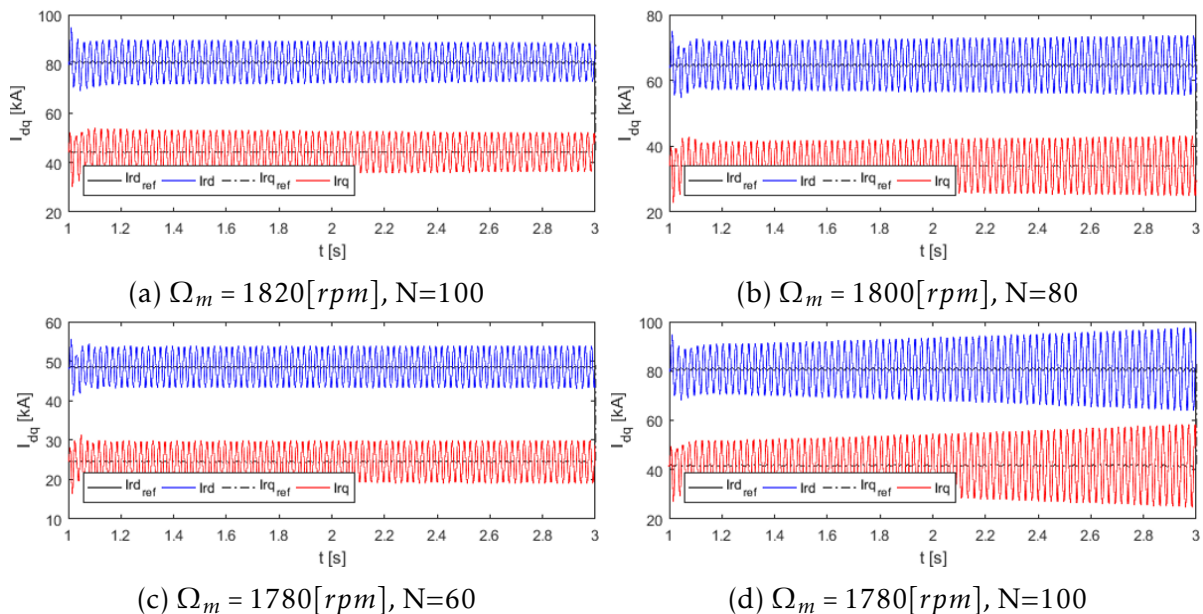 100
80
60
40
20
I_dq [kA]
Ird_ref Ird Irq_ref Irq
1 1.2 1.4 1.6 1.8 2 2.2 2.4 2.6 2.8 3
t [s]
(a) Ω_m = 1820[rpm], N=100
80
60
40
20
I_dq [kA]
Ird_ref Ird Irq_ref Irq
1 1.2 1.4 1.6 1.8 2 2.2 2.4 2.6 2.8 3
t [s]
(b) Ω_m = 1800[rpm], N=80
60
50
40
30
20
10
I_dq [kA]
Ird_ref Ird Irq_ref Irq
1 1.2 1.4 1.6 1.8 2 2.2 2.4 2.6 2.8 3
t [s]
(c) Ω_m = 1780[rpm], N=60
100
80
60
40
20
I_dq [kA]
Ird_ref Ird Irq_ref Irq
1 1.2 1.4 1.6 1.8 2 2.2 2.4 2.6 2.8 3
t [s]
(d) Ω_m = 1780[rpm], N=100